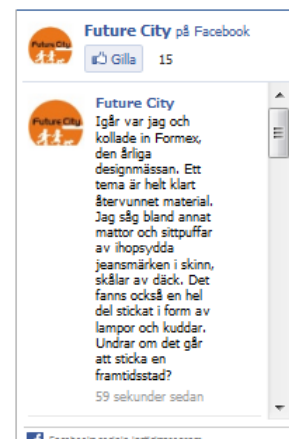 Future City på Facebook
Gilla 15
Future City
Future City
Future City
Igår var jag och
kollade in Formex,
den årliga
designmässan. Ett
tema är helt klart
återvunnet material.
Jag såg bland annat
mattor och sittpuffar
av ihopsydda
jeansmärken i skinn,
skålar av däck. Det
fanns också en hel
del stickat i form av
lampor och kuddar.
Undrar om det går
att sticka en
framtidsstad?
59 sekunder sedan